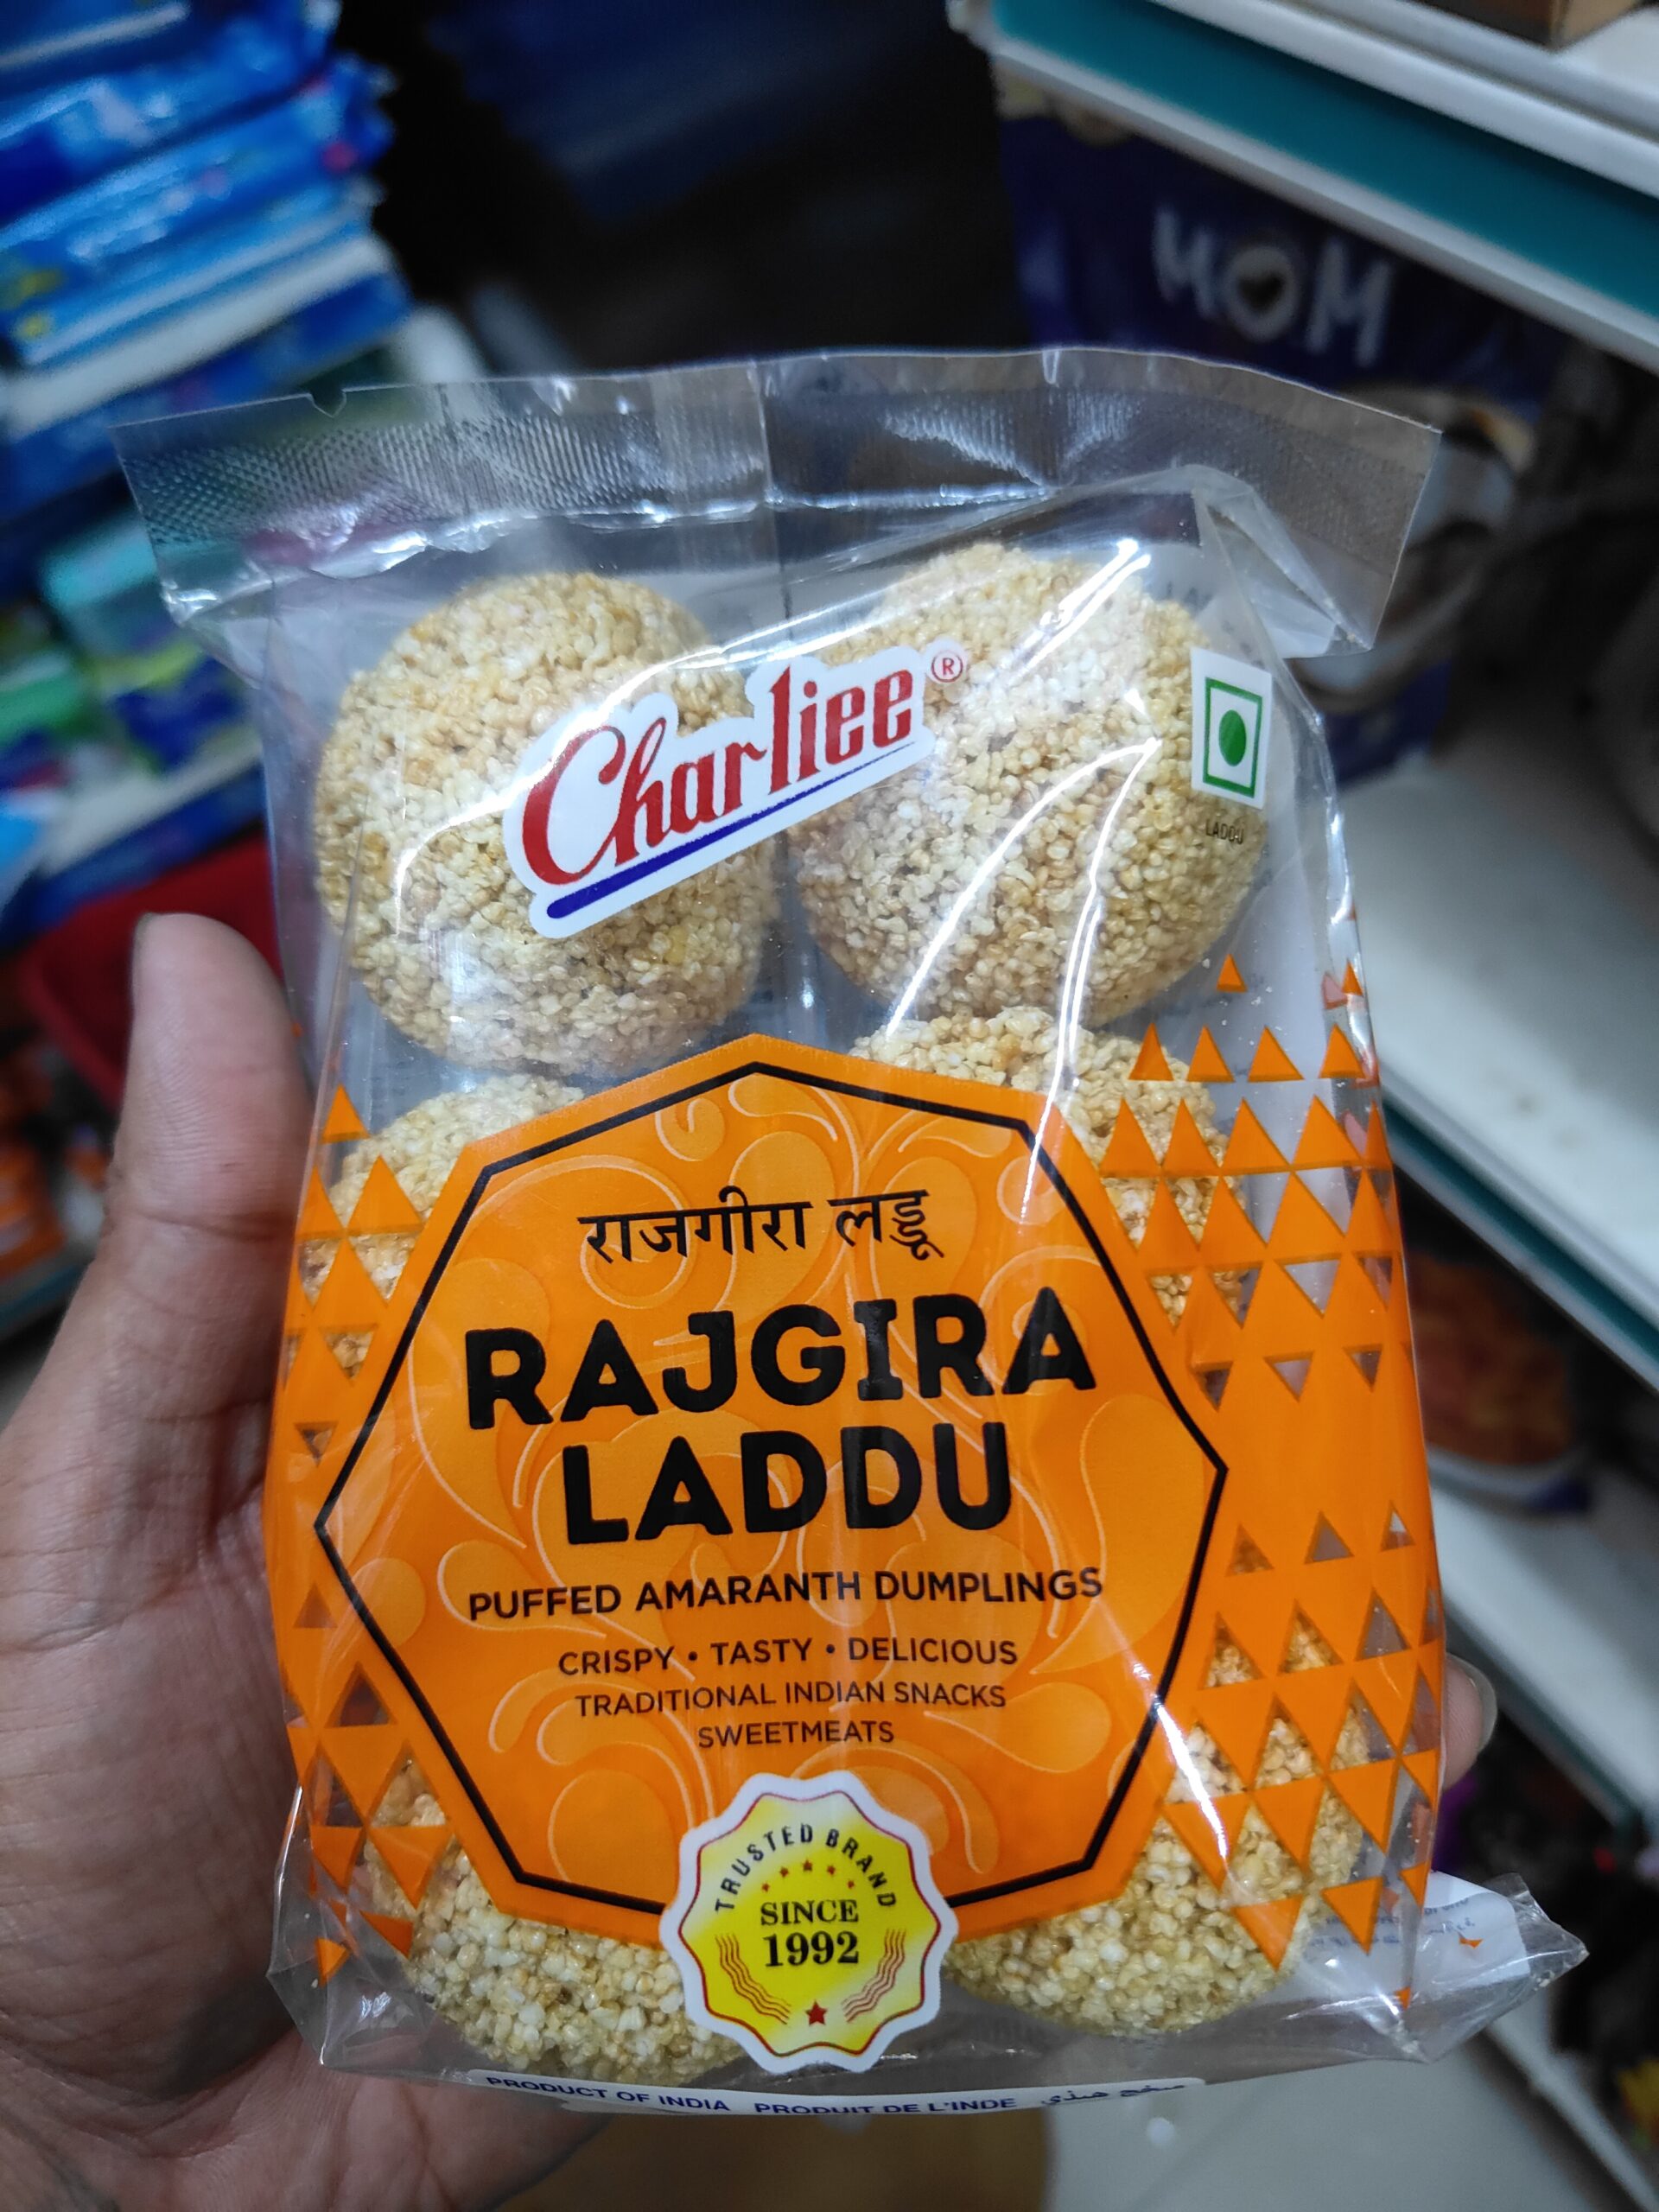 MOM
Charliee®
LADDU
राजगीरा लड्डू
RAJGIRA
LADDU
PUFFED AMARANTH DUMPLINGS
CRISPY • TASTY • DELICIOUS
TRADITIONAL INDIAN SNACKS
SWEETMEATS
TRUSTED BRAND
SINCE
1992
PRODUCT OF INDIA PRODUIT DE L'INDE